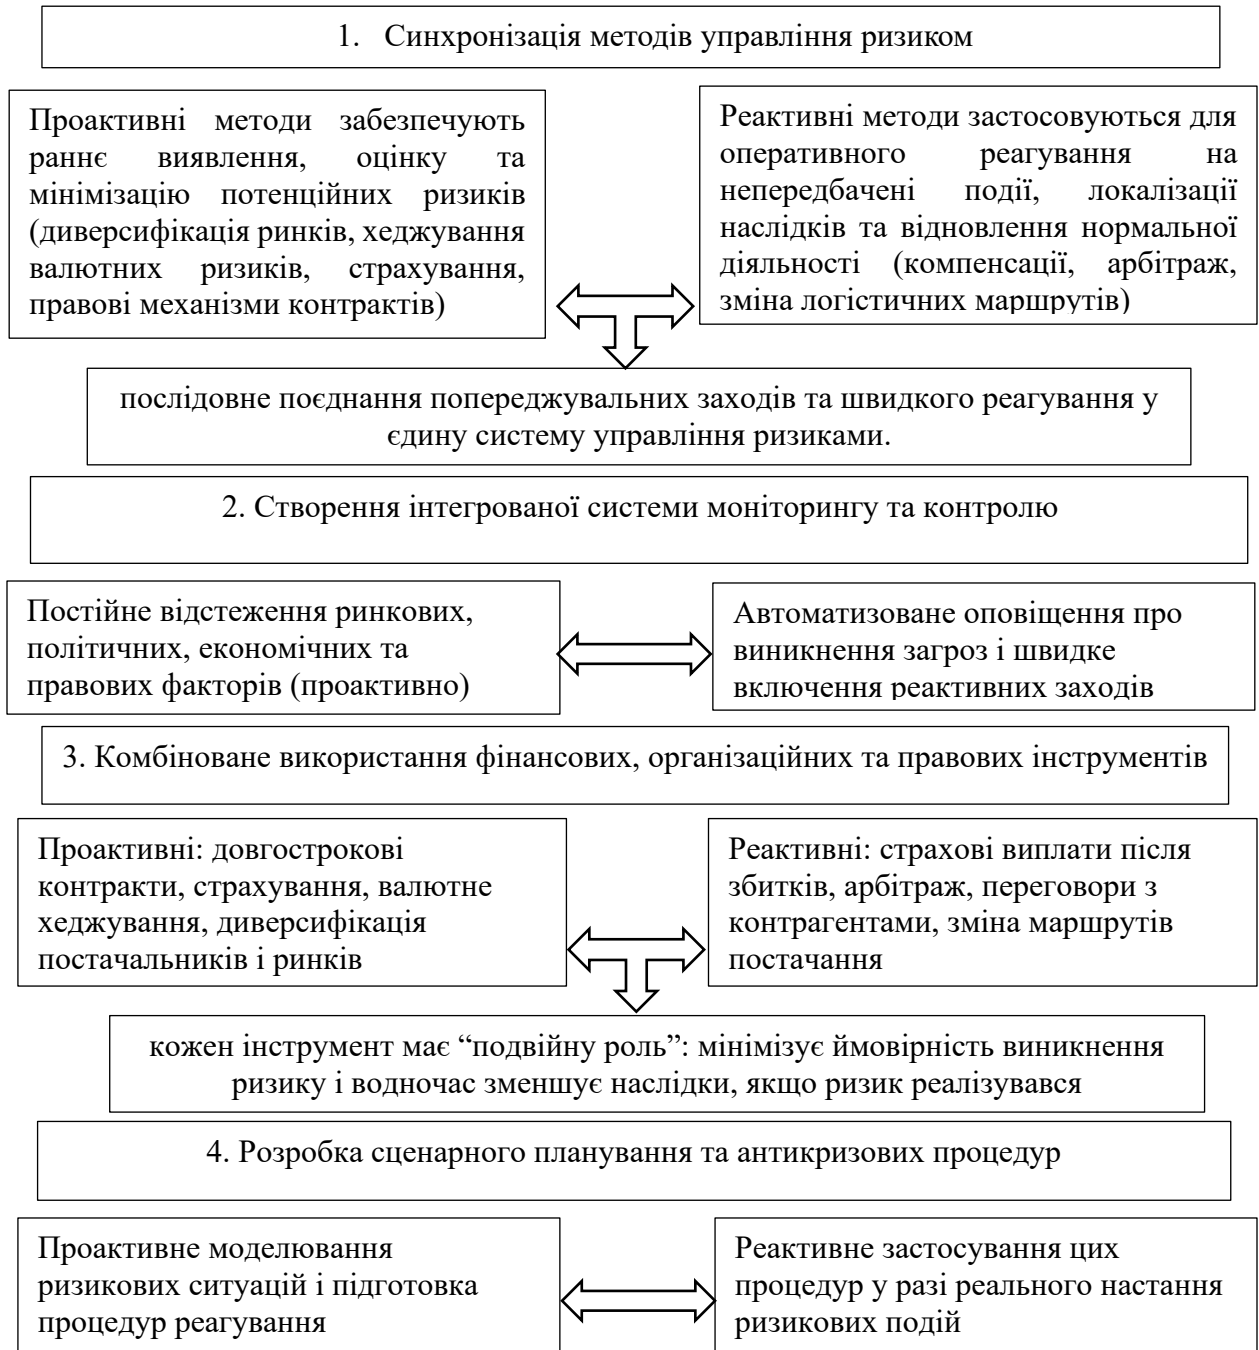 1. Синхронізація методів управління ризиком
Проактивні методи забезпечують
раннє виявлення, оцінку та
мінімізацію потенційних ризиків
(диверсифікація ринків, хеджування
валютних ризиків, страхування,
правові механізми контрактів)
Реактивні методи застосовуються для
оперативного реагування на
непередбачені події, локалізації
наслідків та відновлення нормальної
діяльності (компенсації, арбітраж,
зміна логістичних маршрутів)
послідовне поєднання попереджувальних заходів та швидкого реагування у
єдину систему управління ризиками.
2. Створення інтегрованої системи моніторингу та контролю
Постійне відстеження ринкових,
політичних, економічних та
правових факторів (проактивно)
Автоматизоване оповіщення про
виникнення загроз і швидке
включення реактивних заходів
3. Комбіноване використання фінансових, організаційних та правових інструментів
Проактивні: довгострокові
контракти, страхування, валютне
хеджування, диверсифікація
постачальників і ринків
Реактивні: страхові виплати після
збитків, арбітраж, переговори з
контрагентами, зміна маршрутів
постачання
кожен інструмент має “подвійну роль”: мінімізує ймовірність виникнення
ризику і водночас зменшує наслідки, якщо ризик реалізувався
4. Розробка сценарного планування та антикризових процедур
Проактивне моделювання
ризикових ситуацій і підготовка
процедур реагування
Реактивне застосування цих
процедур у разі реального настання
ризикових подій